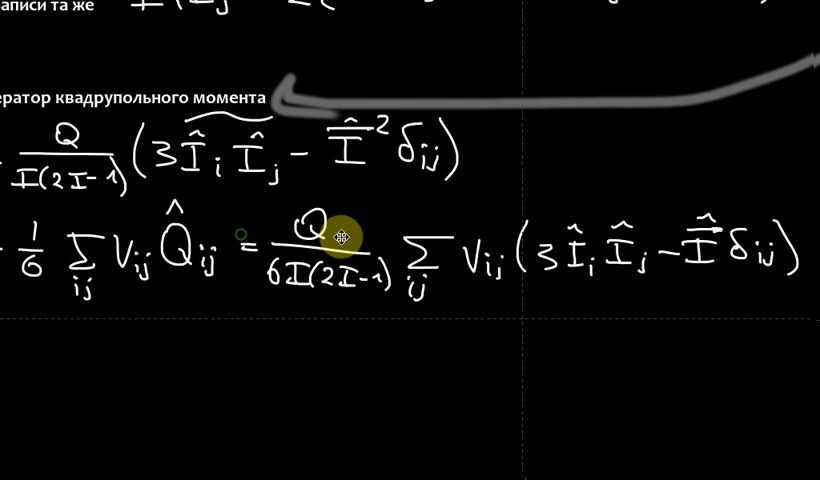 аписи та же
ератор квадрупольного момента
Q / I(2I-1) (3Î_i Î_j - Î² δ_ij)
1/6 Σ_ij V_ij Q̂_ij = Q / 6I(2I-1) Σ_ij V_ij (3Î_i Î_j - Î δ_ij)